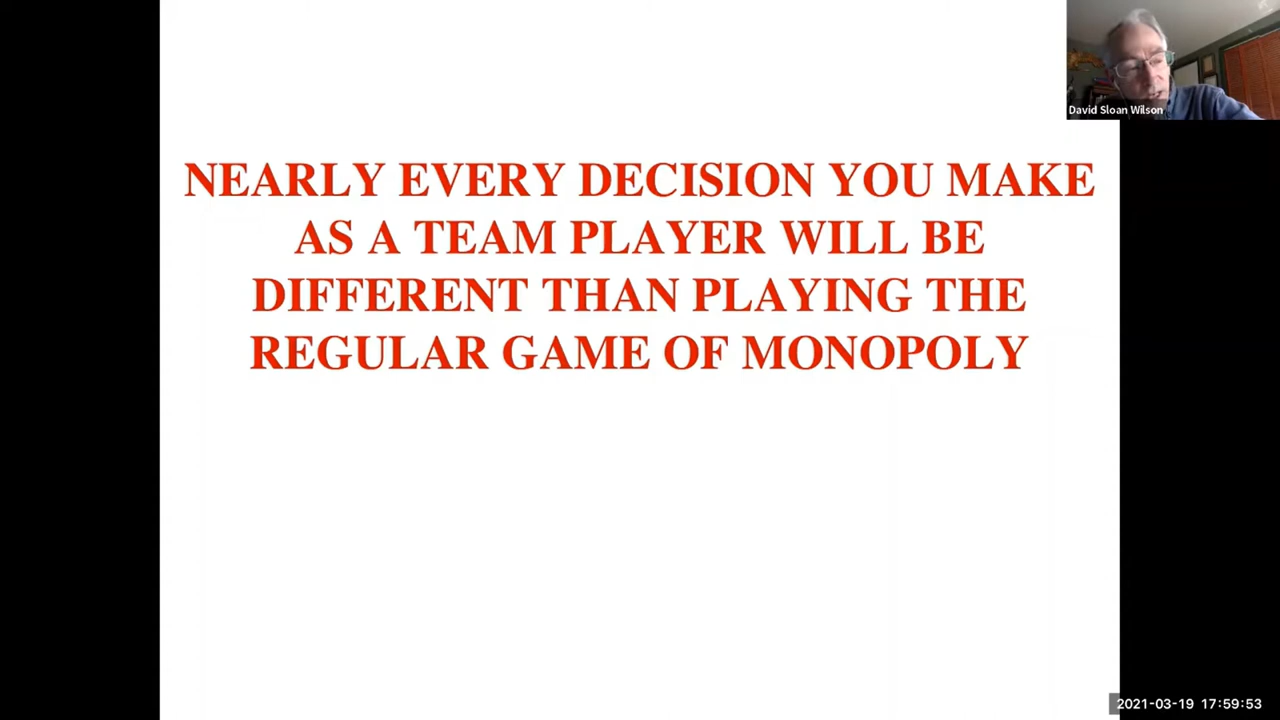 David Sloan Wilson
NEARLY EVERY DECISION YOU MAKE
AS A TEAM PLAYER WILL BE
DIFFERENT THAN PLAYING THE
REGULAR GAME OF MONOPOLY
2021-03-19 17:59:53